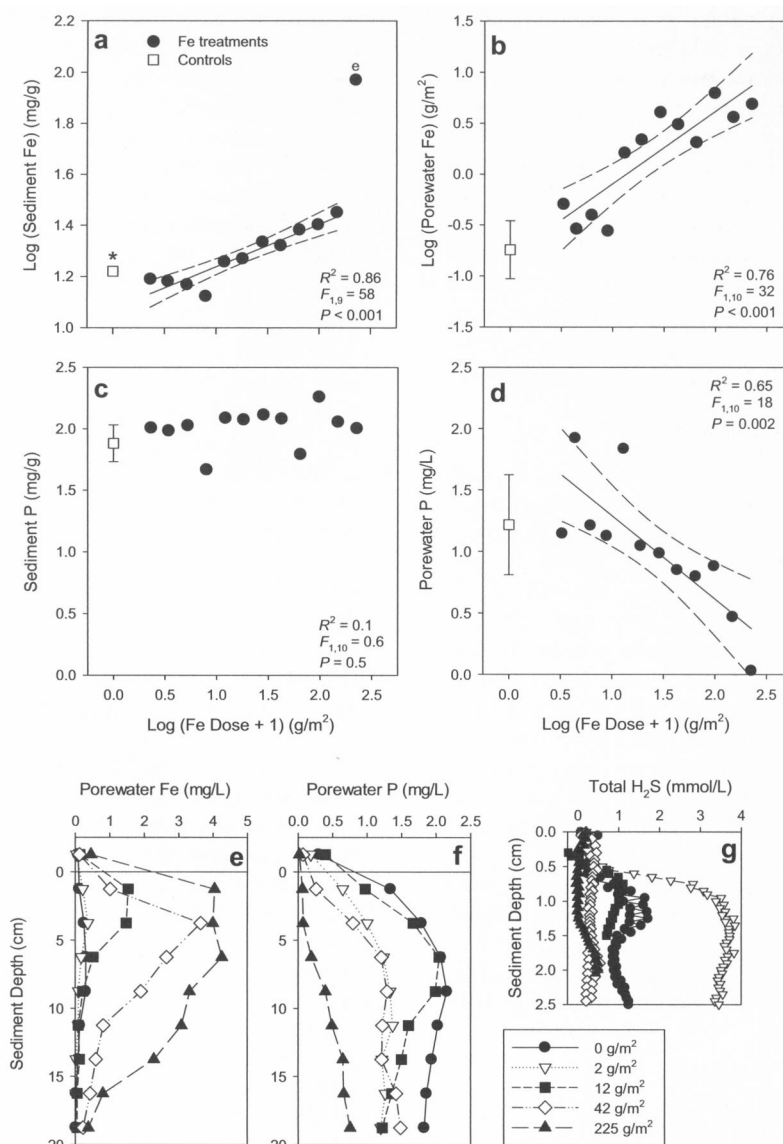 a
Fe treatments
Controls
e
*
Log (Sediment Fe) (mg/g)
2.2
2.0
1.8
1.6
1.4
1.2
1.0
R² = 0.86
F1,9 = 58
P < 0.001
b
Log (Porewater Fe) (g/m²)
1.5
1.0
0.5
0.0
-0.5
-1.0
-1.5
R² = 0.76
F1,10 = 32
P < 0.001
c
Sediment P (mg/g)
2.5
2.0
1.5
1.0
0.5
0.0
R² = 0.1
F1,10 = 0.6
P = 0.5
0.0 0.5 1.0 1.5 2.0 2.5
Log (Fe Dose + 1) (g/m²)
d
Porewater P (mg/L)
2.5
2.0
1.5
1.0
0.5
0.0
R² = 0.65
F1,10 = 18
P = 0.002
0.0 0.5 1.0 1.5 2.0 2.5
Log (Fe Dose + 1) (g/m²)
Porewater Fe (mg/L)
0 1 2 3 4 5
e
Sediment Depth (cm)
0
5
10
15
20
Porewater P (mg/L)
0.0 0.5 1.0 1.5 2.0 2.5
f
Total H₂S (mmol/L)
0 1 2 3 4
g
Sediment Depth (cm)
0.0
0.5
1.0
1.5
2.0
2.5
0 g/m²
2 g/m²
12 g/m²
42 g/m²
225 g/m²